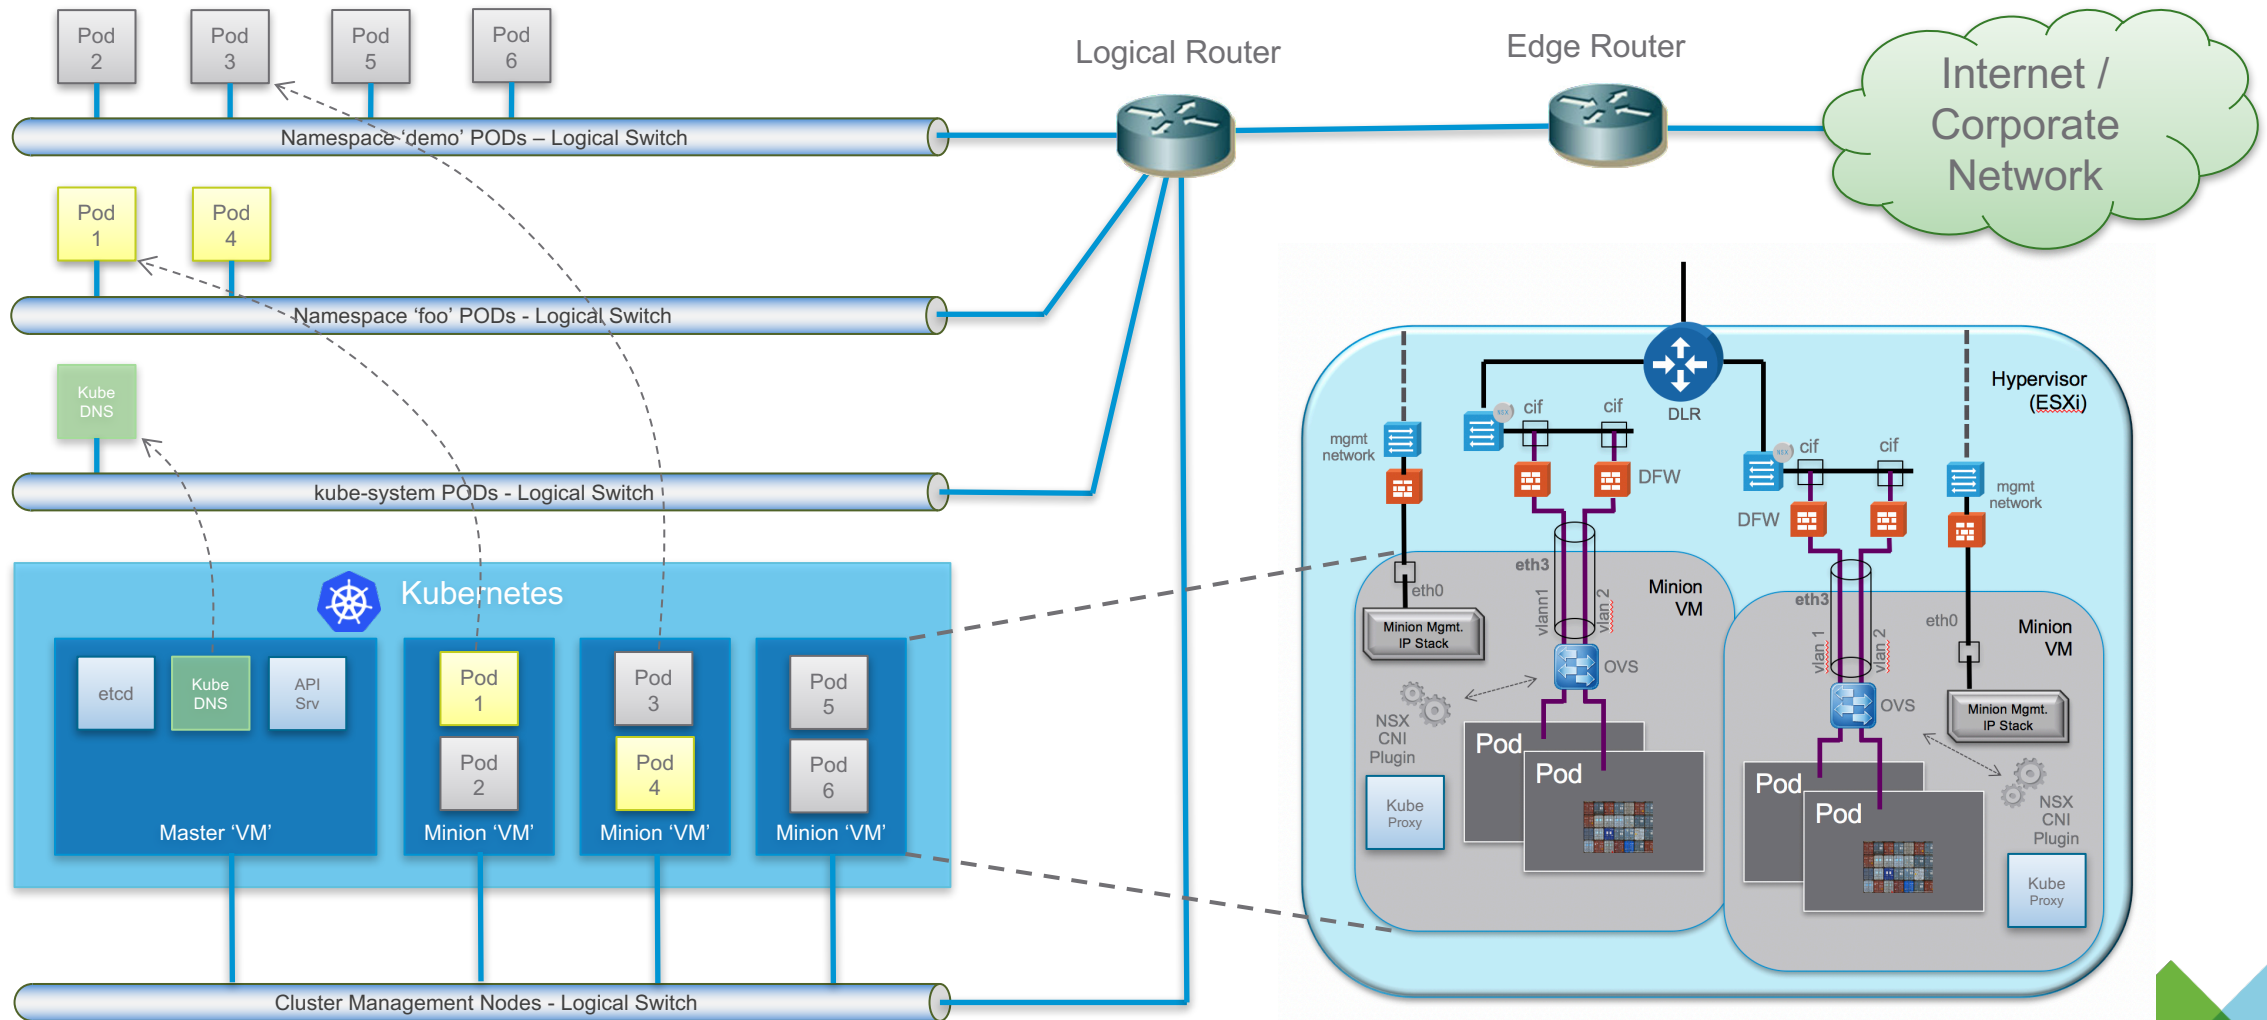 Pod
2
Pod
3
Pod
5
Pod
6
Namespace ‘demo’ PODs – Logical Switch
Logical Router
Edge Router
Internet /
Corporate
Network
Pod
1
Pod
4
Namespace ‘foo’ PODs - Logical Switch
Kube
DNS
kube-system PODs - Logical Switch
Kubernetes
etcd
Kube
DNS
API
Srv
Master ‘VM’
Pod
1
Pod
2
Minion ‘VM’
Pod
3
Pod
4
Minion ‘VM’
Pod
5
Pod
6
Minion ‘VM’
Cluster Management Nodes - Logical Switch
Hypervisor
(ESXi)
DLR
mgmt
network
NSX
cif
cif
DFW
eth3
eth0
vlann1
vlan 2
Minion
VM
Minion Mgmt.
IP Stack
OVS
NSX
CNI
Plugin
Kube
Proxy
Pod
Pod
NSX
cif
cif
DFW
mgmt
network
eth3
eth0
vlan 1
vlan 2
Minion
VM
Minion Mgmt.
IP Stack
OVS
NSX
CNI
Plugin
Kube
Proxy
Pod
Pod